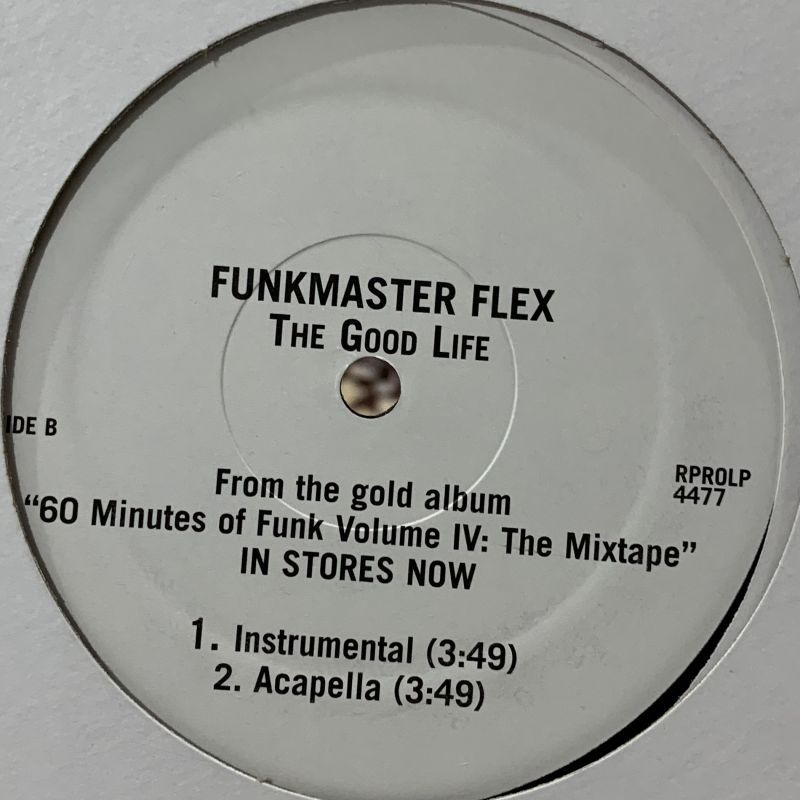 FUNKMASTER FLEX
THE GOOD LIFE
IDE B
RPROLP
4477
From the gold album
“60 Minutes of Funk Volume IV: The Mixtape”
IN STORES NOW
1. Instrumental (3:49)
2. Acapella (3:49)